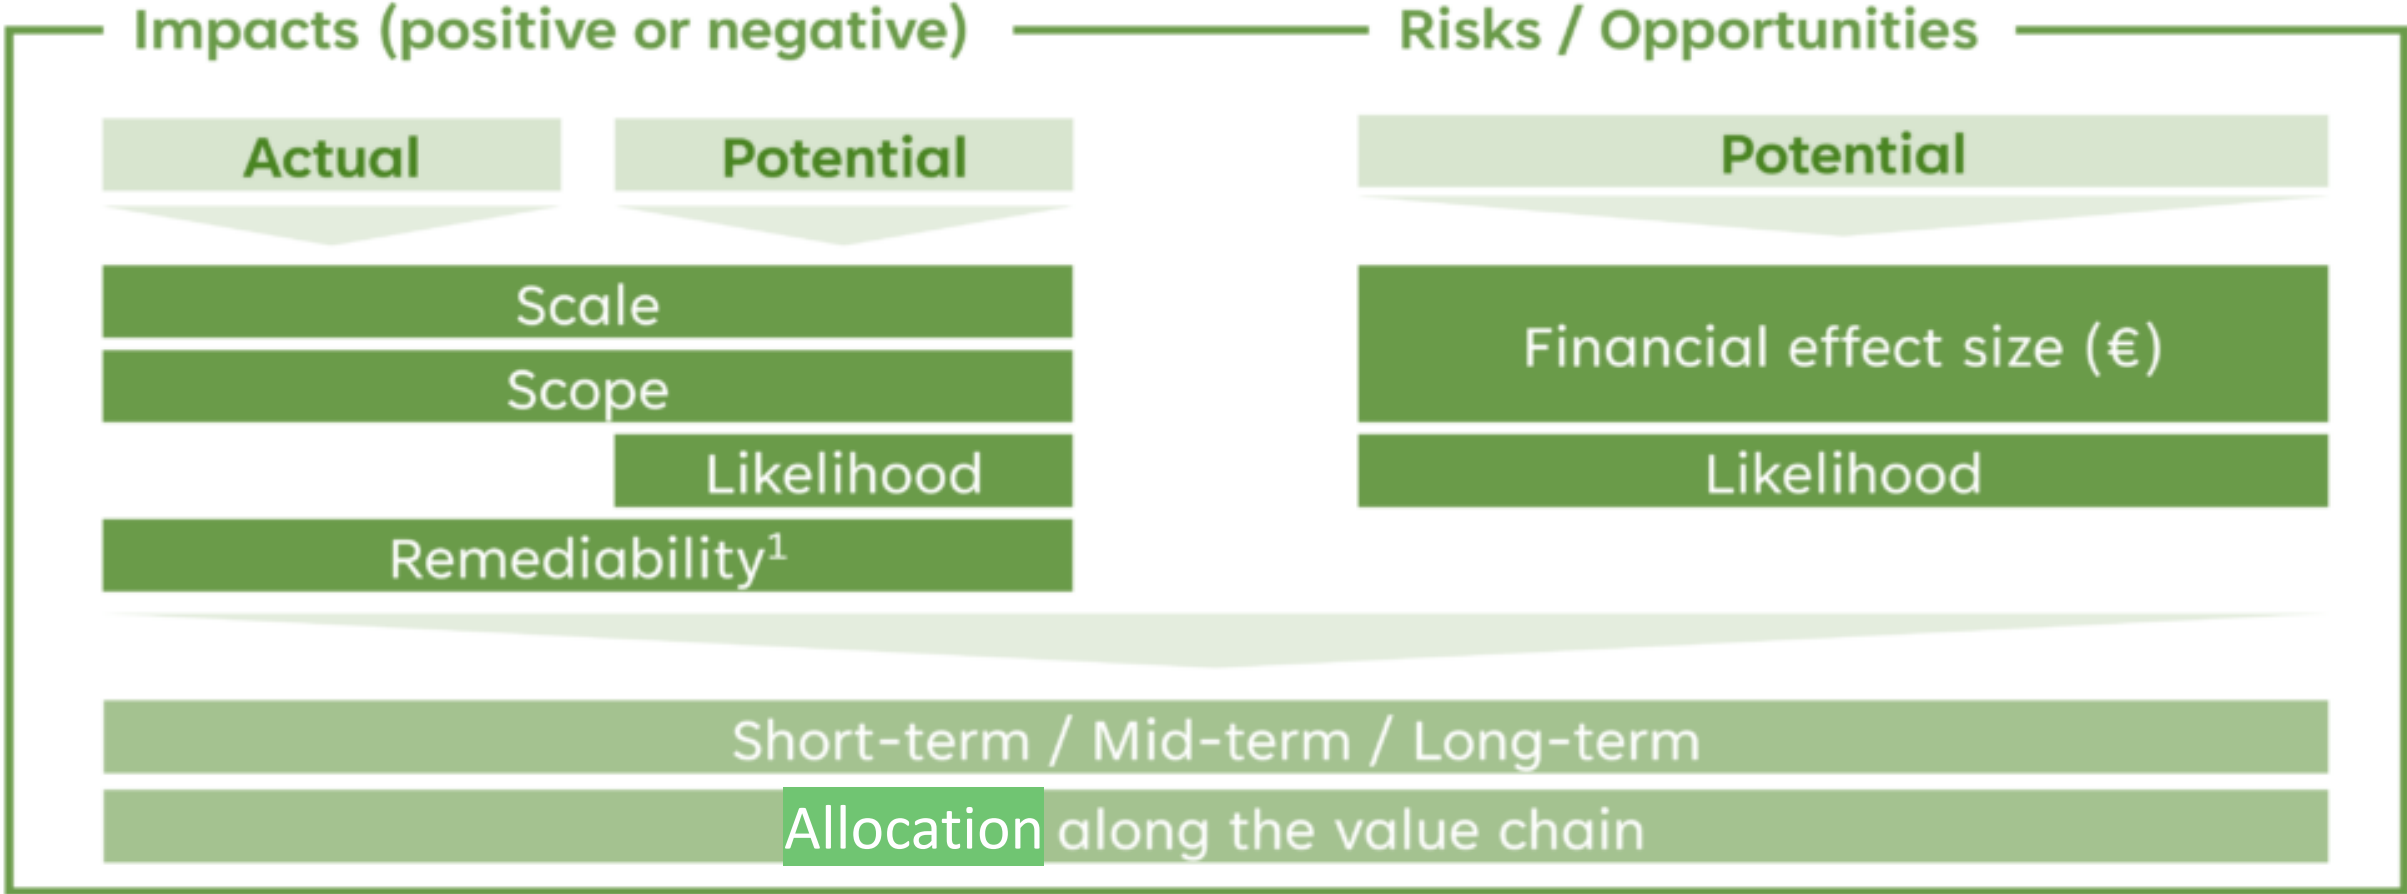 Impacts (positive or negative)
Risks / Opportunities
Actual
Potential
Potential
Scale
Scope
Likelihood
Remediability¹
Financial effect size (€)
Likelihood
Short-term / Mid-term / Long-term
Allocation along the value chain